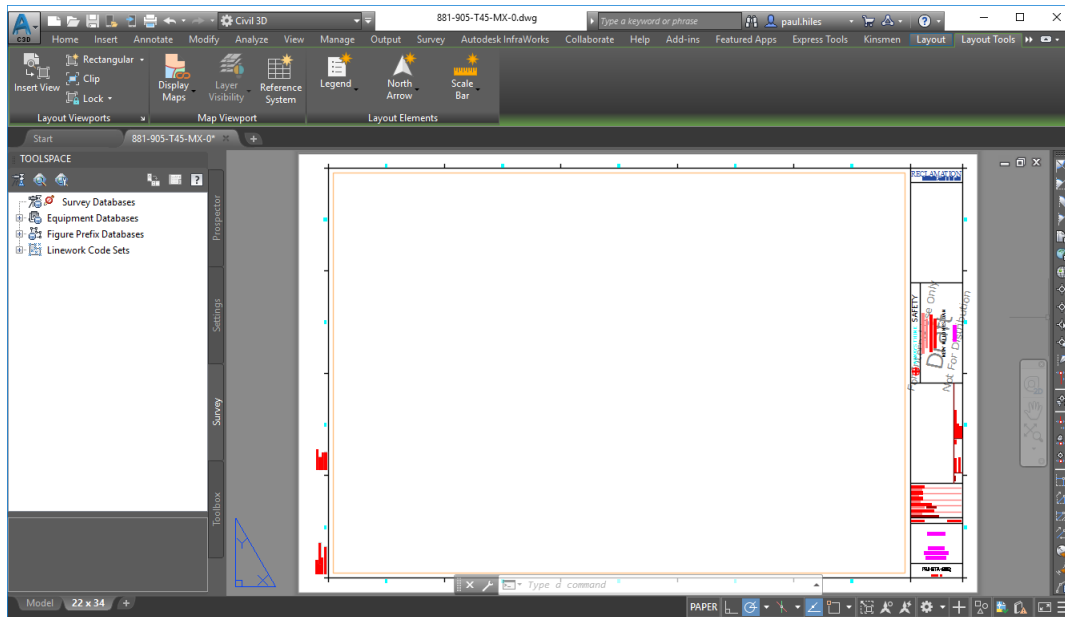 Civil 3D
881-905-T45-MX-0.dwg
Type a keyword or phrase
paul.hiles
C3D
Home Insert Annotate Modify Analyze View Manage Output Survey Autodesk InfraWorks Collaborate Help Add-ins Featured Apps Express Tools Kinsmen Layout Layout Tools
Insert View
Rectangular
Clip
Lock
Display Maps
Layer Visibility
Reference System
Legend
North Arrow
Scale Bar
Layout Viewports
Map Viewport
Layout Elements
Start
881-905-T45-MX-0*
TOOLSPACE
Survey Databases
Equipment Databases
Figure Prefix Databases
Linework Code Sets
Prospector
Settings
Survey
Toolbox
RECLAMATION
SAFETY
Only
Not For Distribution
Y
X
Type a command
Model
22 x 34
PAPER